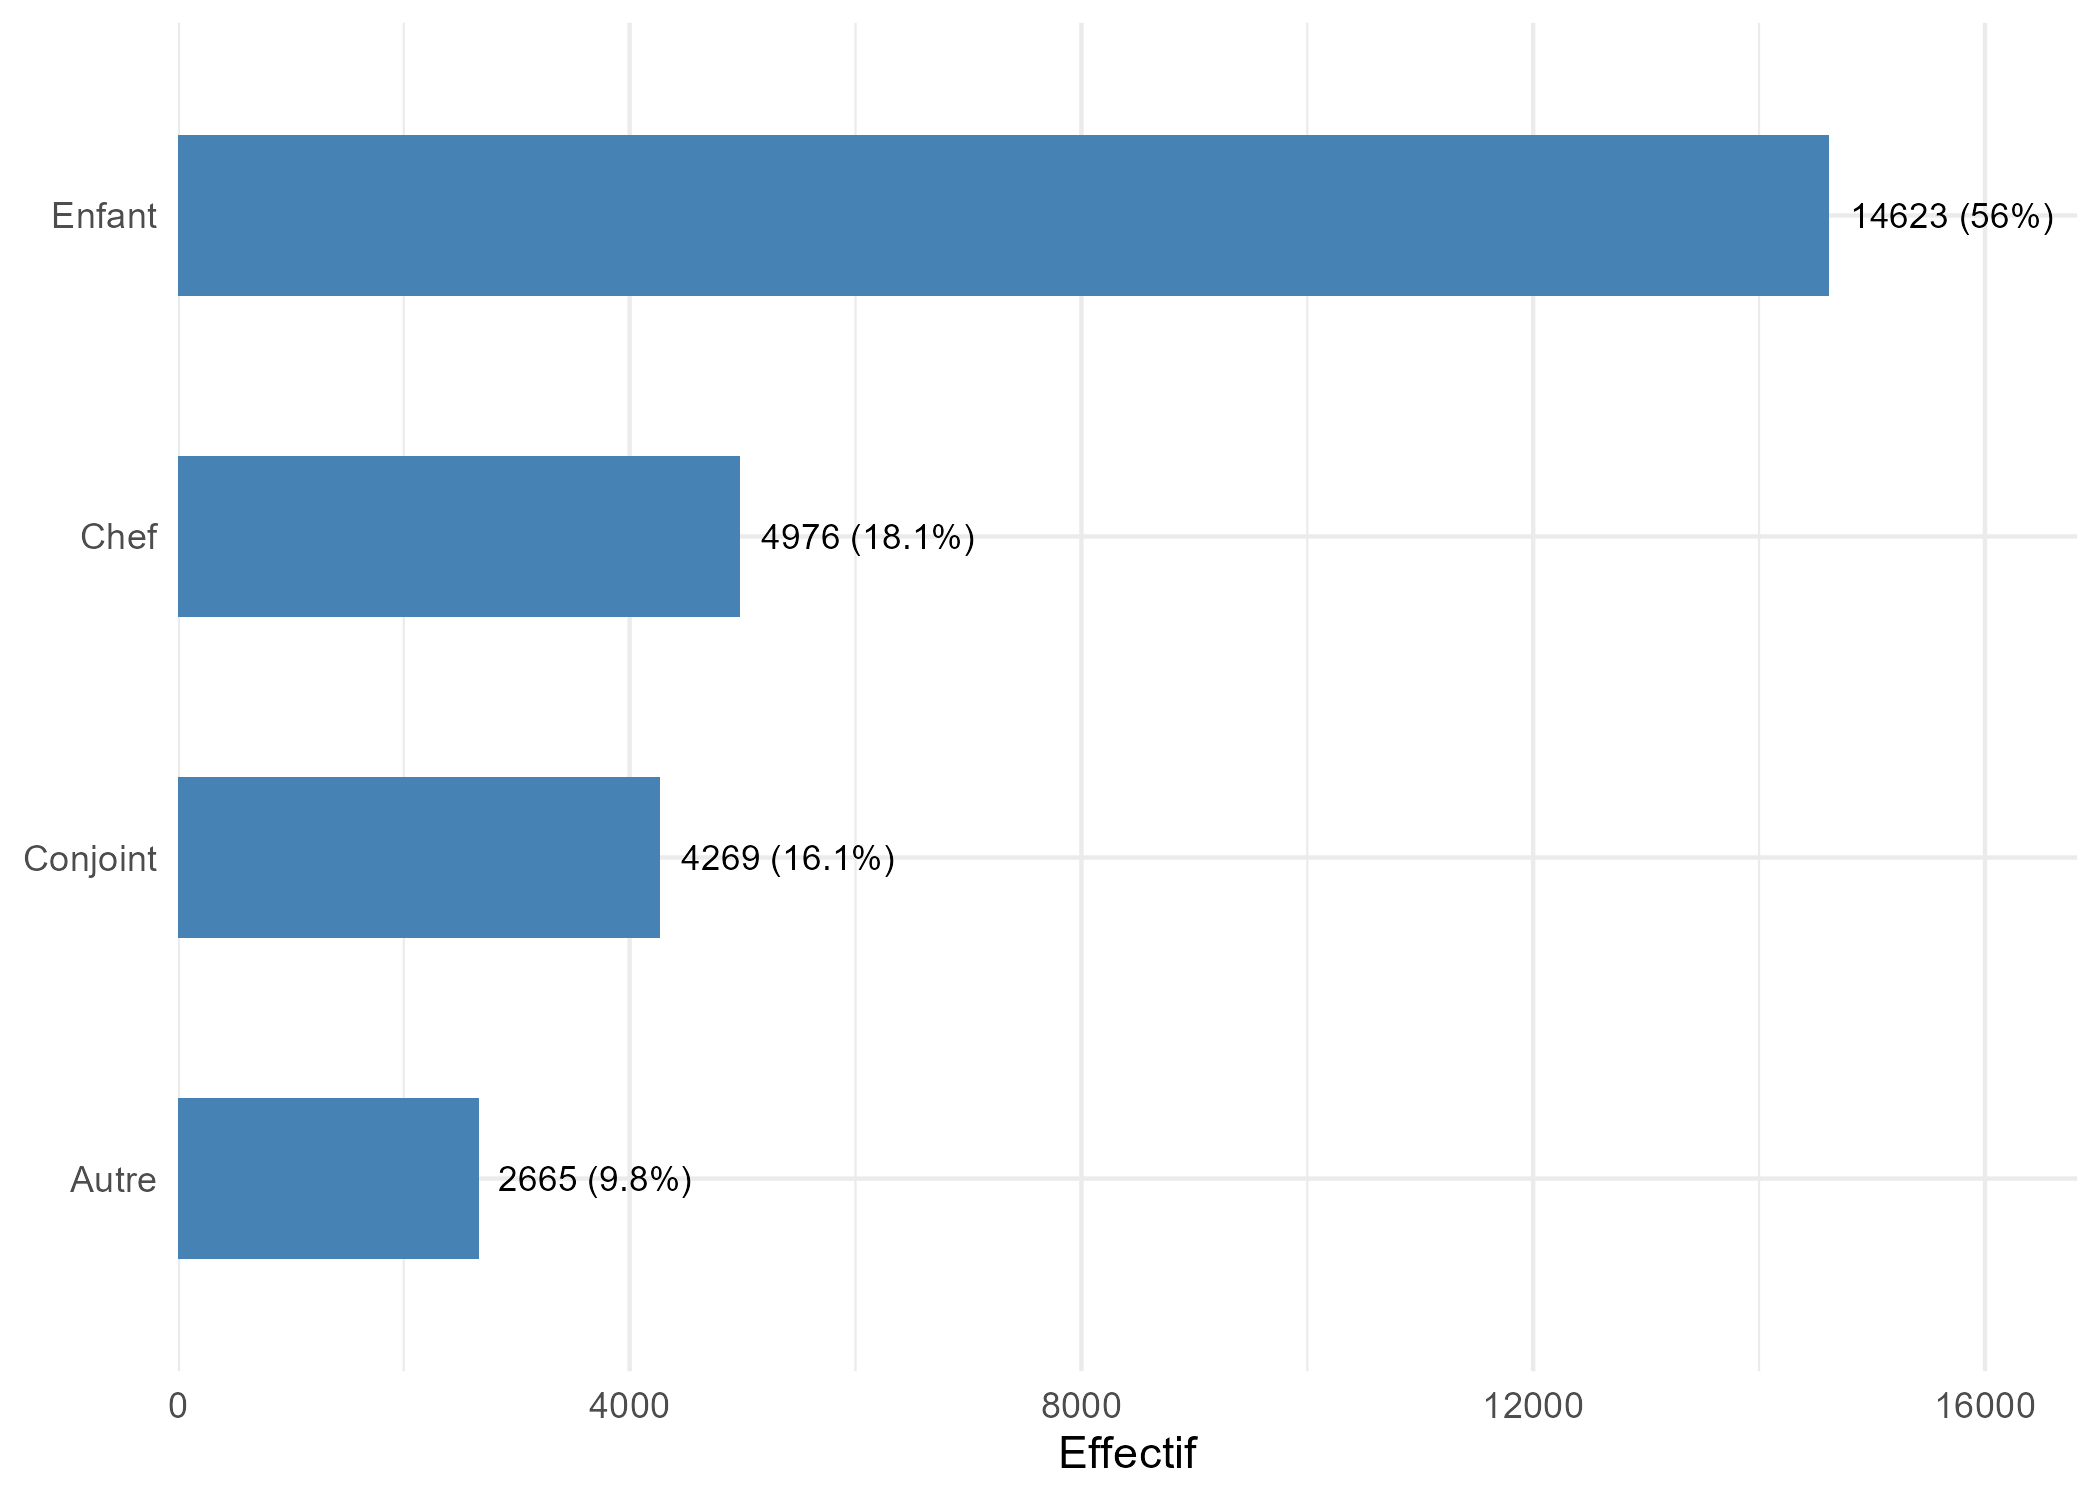 Enfant
14623 (56%)
Chef
4976 (18.1%)
Conjoint
4269 (16.1%)
Autre
2665 (9.8%)
0
4000
8000
12000
16000
Effectif